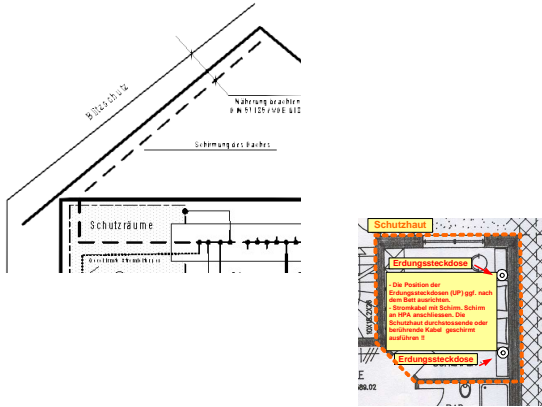 Blitzschutz
Näherung beachten
Schirmung des Daches
Schutzräume
Schutzhaut
Erdungssteckdose
- Die Position der
Erdungssteckdosen (UP) ggf. nach
dem Bett ausrichten.
- Stromkabel mit Schirm. Schirm
an HPA anschliessen. Die
Schutzhaut durchstossende oder
berührende Kabel geschirmt
ausführen !!
Erdungssteckdose